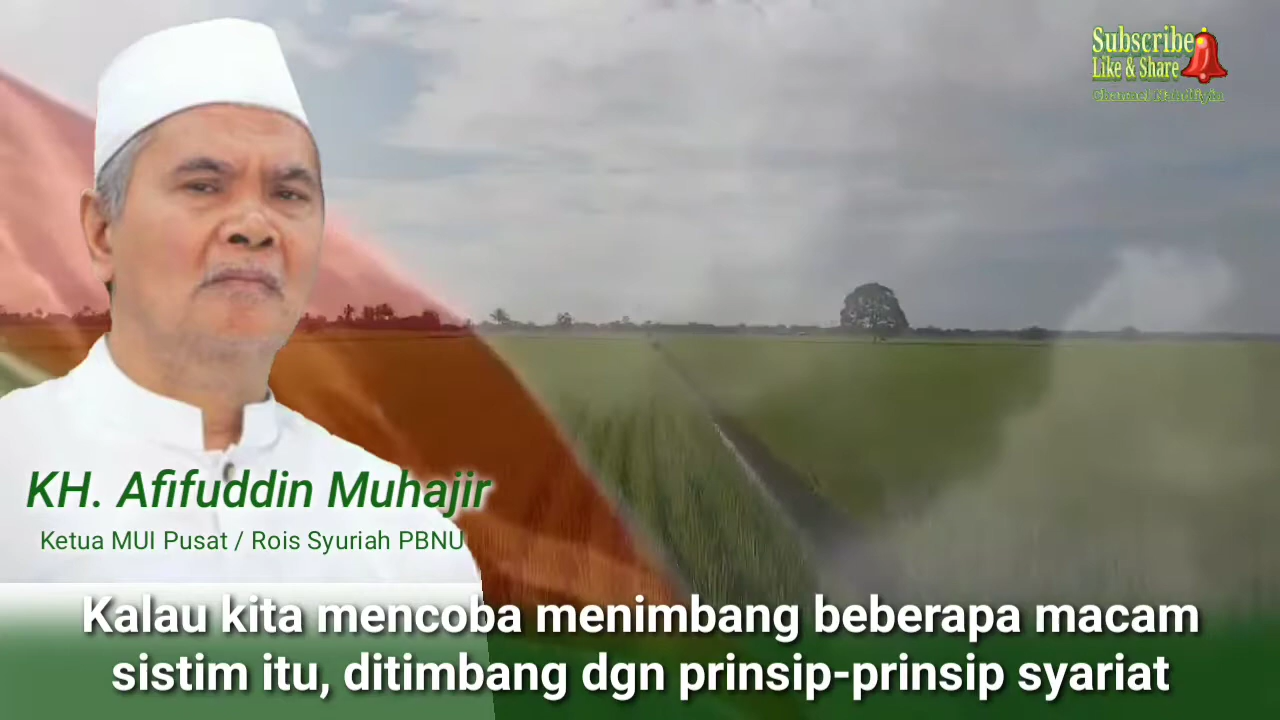 Subscribe
Like & Share
KH. Afifuddin Muhajir
Ketua MUI Pusat / Rois Syuriah PBNU
Kalau kita mencoba menimbang beberapa macam
sistim itu, ditimbang dgn prinsip-prinsip syariat